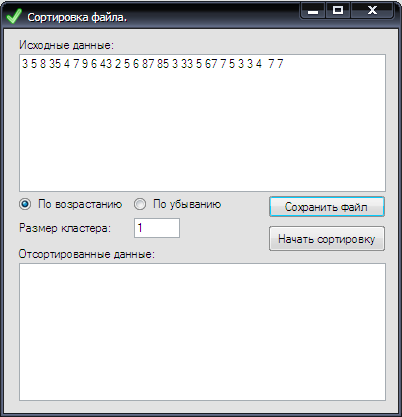 Сортировка файла.
Исходные данные:
3 5 8 35 4 7 9 6 43 2 5 6 87 85 3 33 5 67 7 5 3 3 4  7 7
По возрастанию По убыванию Сохранить файл
Размер кластера: 1 Начать сортировку
Отсортированные данные: